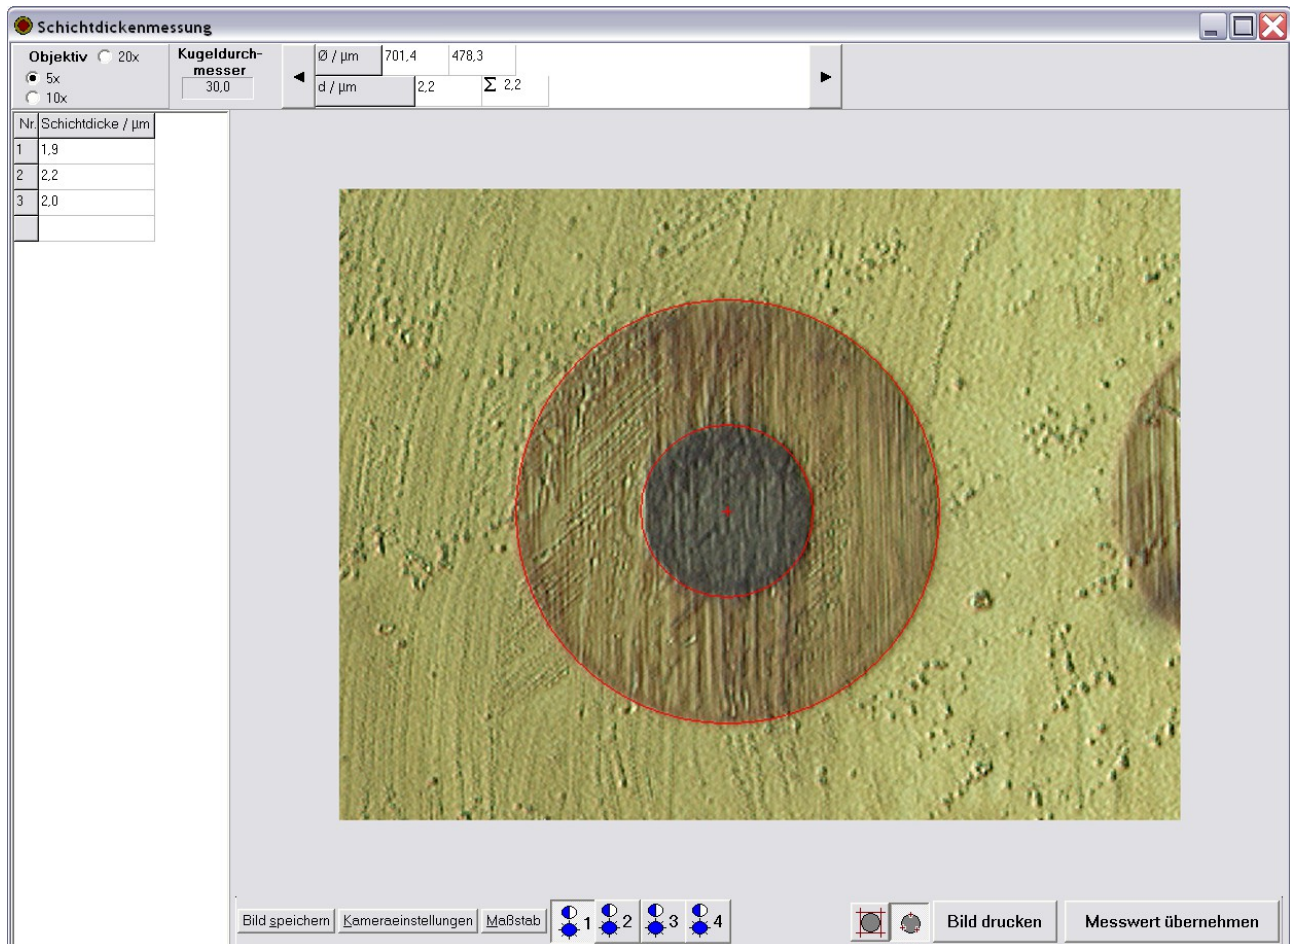 Schichtdickenmessung
Objektiv 20x
5x
10x
Kugeldurch-
messer
30,0
Ø / µm 701,4 478,3
d / µm 2,2 Σ 2,2
Nr. Schichtdicke / µm
1 1,9
2 2,2
3 2,0
Bild speichern Kameraeinstellungen Maßstab 1 2 3 4 Bild drucken Messwert übernehmen